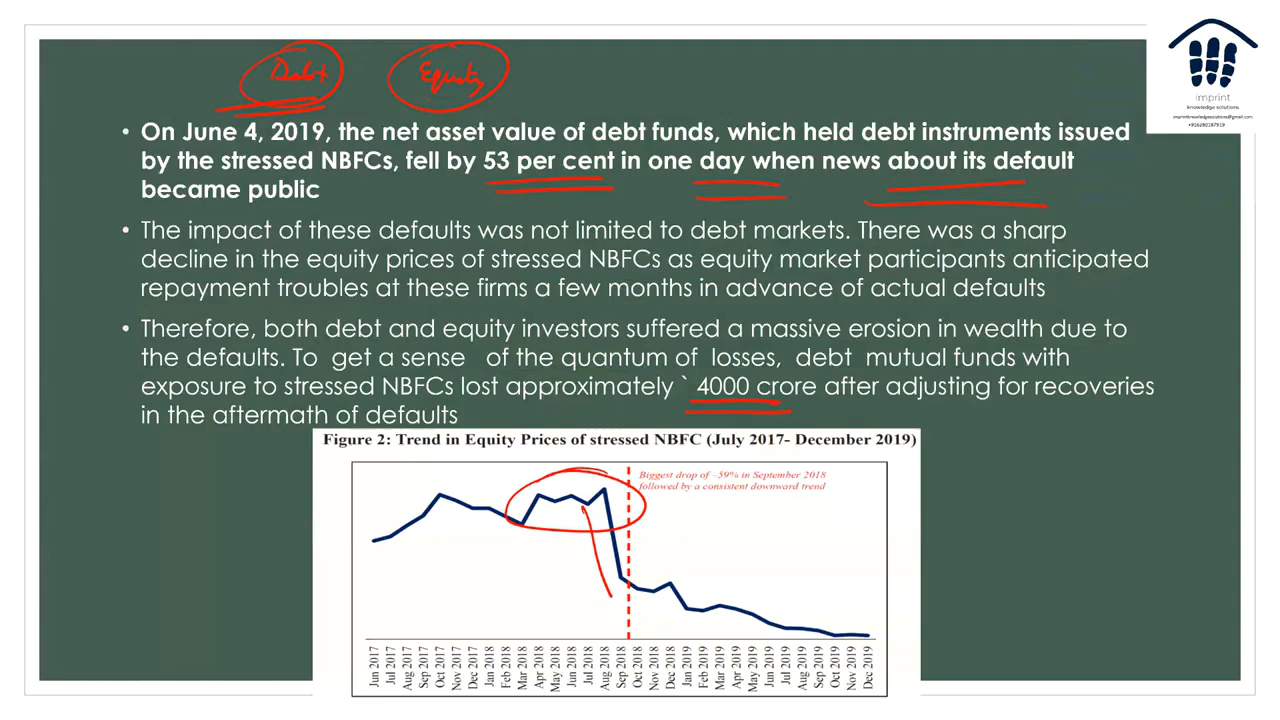 Debt Equity
imprint
knowledge solutions
imprintknowledgesolutions@gmail.com
+916280167919
• On June 4, 2019, the net asset value of debt funds, which held debt instruments issued
by the stressed NBFCs, fell by 53 per cent in one day when news about its default
became public
• The impact of these defaults was not limited to debt markets. There was a sharp
decline in the equity prices of stressed NBFCs as equity market participants anticipated
repayment troubles at these firms a few months in advance of actual defaults
• Therefore, both debt and equity investors suffered a massive erosion in wealth due to
the defaults. To get a sense of the quantum of losses, debt mutual funds with
exposure to stressed NBFCs lost approximately ` 4000 crore after adjusting for recoveries
in the aftermath of defaults
Figure 2: Trend in Equity Prices of stressed NBFC (July 2017- December 2019)
Biggest drop of ~59% in September 2018
followed by a consistent downward trend
Jun 2017
Jul 2017
Aug 2017
Sep 2017
Oct 2017
Nov 2017
Dec 2017
Jan 2018
Feb 2018
Mar 2018
Apr 2018
May 2018
Jun 2018
Jul 2018
Aug 2018
Sep 2018
Oct 2018
Nov 2018
Dec 2018
Jan 2019
Feb 2019
Mar 2019
Apr 2019
May 2019
Jun 2019
Jul 2019
Aug 2019
Sep 2019
Oct 2019
Nov 2019
Dec 2019